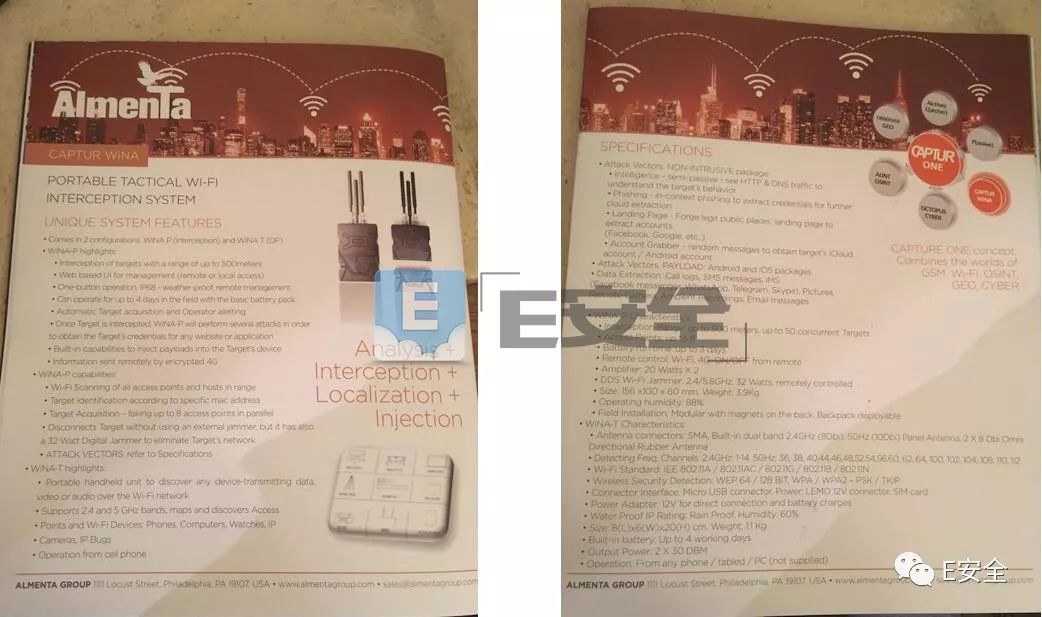 Almenta
CAPTUR WiNA
PORTABLE TACTICAL WI-FI
INTERCEPTION SYSTEM
UNIQUE SYSTEM FEATURES
• Comes in 2 configurations, WiNA P (interception) and WiNA T (DF)
• WiNA-P highlights:
• Interception of targets with a range of up to 500meters
• Web based UI for management (remote or local access)
• One-button operation, IP68 - weather-proof, remote management
• Can operate for up to 4 days in the field with the basic battery pack
• Automatic Target acquisition and Operator alerting
• Once Target is intercepted, WiNA-P will perform several attacks in order
to obtain the Target's credentials for any website or application
• Built-in capabilities to inject payloads into the Target's device
• Information sent remotely by encrypted 4G
• WiNA-P capabilities:
• Wi-Fi Scanning of all access points and hosts in range
• Target identification according to specific mac address
• Target Acquisition - faking up to 8 access points in parallel
• Disconnects Target without using an external jammer, but it has also
a 32 Watt Digital Jammer to eliminate Target's network
• ATTACK VECTORS: refer to Specifications
• WiNA-T highlights:
• Portable handheld unit to discover any device-transmitting data,
video or audio over the Wi-Fi network
• Supports 2.4 and 5 GHz bands, maps and discovers Access
• Points and Wi-Fi Devices: Phones, Computers, Watches, IP
• Cameras, IP Bugs
• Operation from cell phone
Analysis +
Interception +
Localization +
Injection
ALMENTA GROUP 1111 Locust Street, Philadelphia, PA 19107, USA • www.almentagroup.com • sales@almentagroup.com
E
E安全
SPECIFICATIONS
• Attack Vectors, NON-INTRUSIVE package:
• Intelligence - semi-passive - see HTTP & DNS traffic to
understand the target's behavior
• Phishing - in-context phishing to extract credentials for further
cloud extraction
• Landing Page - Forge legit public places' landing page to
extract accounts
(Facebook, Google, etc..)
• Account Grabber - random messages to obtain target's iCloud
account / Android account
• Attack Vectors, PAYLOAD: Android and iOS packages
• Data Extraction: Call logs, SMS messages, IMS
(Facebook messenger, WhatsApp, Telegram, Skype), Pictures,
Remote Camera, Ambient Recordings, Email messages
• WiNA-P Characteristics:
• Interception Range: up to 500 meters, up to 50 concurrent Targets
• Access Points: up to 8
• Battery run time: up to 3 days
• Remote control: Wi-Fi, 4G, ON/OFF from remote
• Amplifier: 20 Watts X 2
• DDS Wi-Fi Jammer: 2.4/5.8GHz, 32 Watts, remotely controlled
• Size: 156 x100 x 60 mm. Weight: 3.9Kg
• Operating humidity: 88%
• Field Installation: Modular with magnets on the back. Backpack deployable
• WiNA-T Characteristics:
• Antenna connectors: SMA, Built-in dual band 2.4GHz (8Dbi), 5GHz (10Dbi) Panel Antenna, 2 X 8 Dbi Omni
Directional Rubber Antenna
• Detecting Freq. Channels: 2.4GHz: 1-14, 5GHz: 36, 38, 40,44,46,48,52,54,56,60, 62, 64, 100, 102, 104, 108, 110, 112
• Wi-Fi Standard: IEE 802.11A / 802.11AC / 802.11G / 802.11B / 802.11N
• Wireless Security Detection: WEP 64 / 128 BIT, WPA / WPA2 - PSK / TKIP
• Connector Interface: Micro USB connector, Power: LEMO 12V connector, SIM card
• Power Adapter: 12V for direct connection and battery charges
• Water Proof IP Rating: Rain Proof. Humidity: 60%
• Size: 8(L)x6(W)x20(H) cm. Weight: 1.1 Kg
• Built-in battery: Up to 4 working days
• Output Power: 2 X 30 DBM
• Operation: From any phone / tabled / PC (not supplied)
OBSERVER
GEO
Active2
(Qatcher)
Passive2
CAPTUR
ONE
ALINT
OSINT
OCTOPUS
CYBER
CAPTUR
WiNA
CAPTURE ONE concept.
Combines the worlds of
GSM, Wi-Fi, OSINT,
GEO, CYBER
ALMENTA GROUP 1111 Locust Street, Philadelphia, PA 19107, USA • www.almentagroup.com
E安全